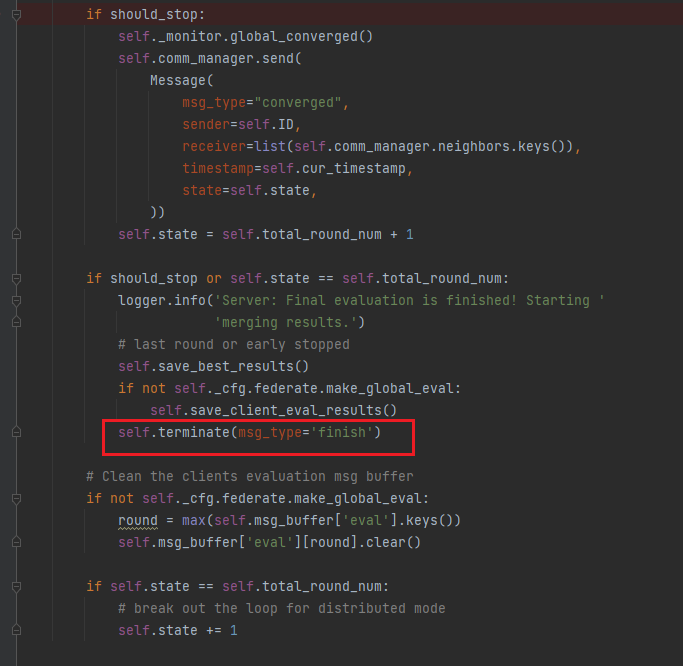 if should_stop:
self._monitor.global_converged()
self.comm_manager.send(
Message(
msg_type="converged",
sender=self.ID,
receiver=list(self.comm_manager.neighbors.keys()),
timestamp=self.cur_timestamp,
state=self.state,
))
self.state = self.total_round_num + 1
if should_stop or self.state == self.total_round_num:
logger.info('Server: Final evaluation is finished! Starting '
'merging results.')
# last round or early stopped
self.save_best_results()
if not self._cfg.federate.make_global_eval:
self.save_client_eval_results()
self.terminate(msg_type='finish')
# Clean the clients evaluation msg buffer
if not self._cfg.federate.make_global_eval:
round = max(self.msg_buffer['eval'].keys())
self.msg_buffer['eval'][round].clear()
if self.state == self.total_round_num:
# break out the loop for distributed mode
self.state += 1